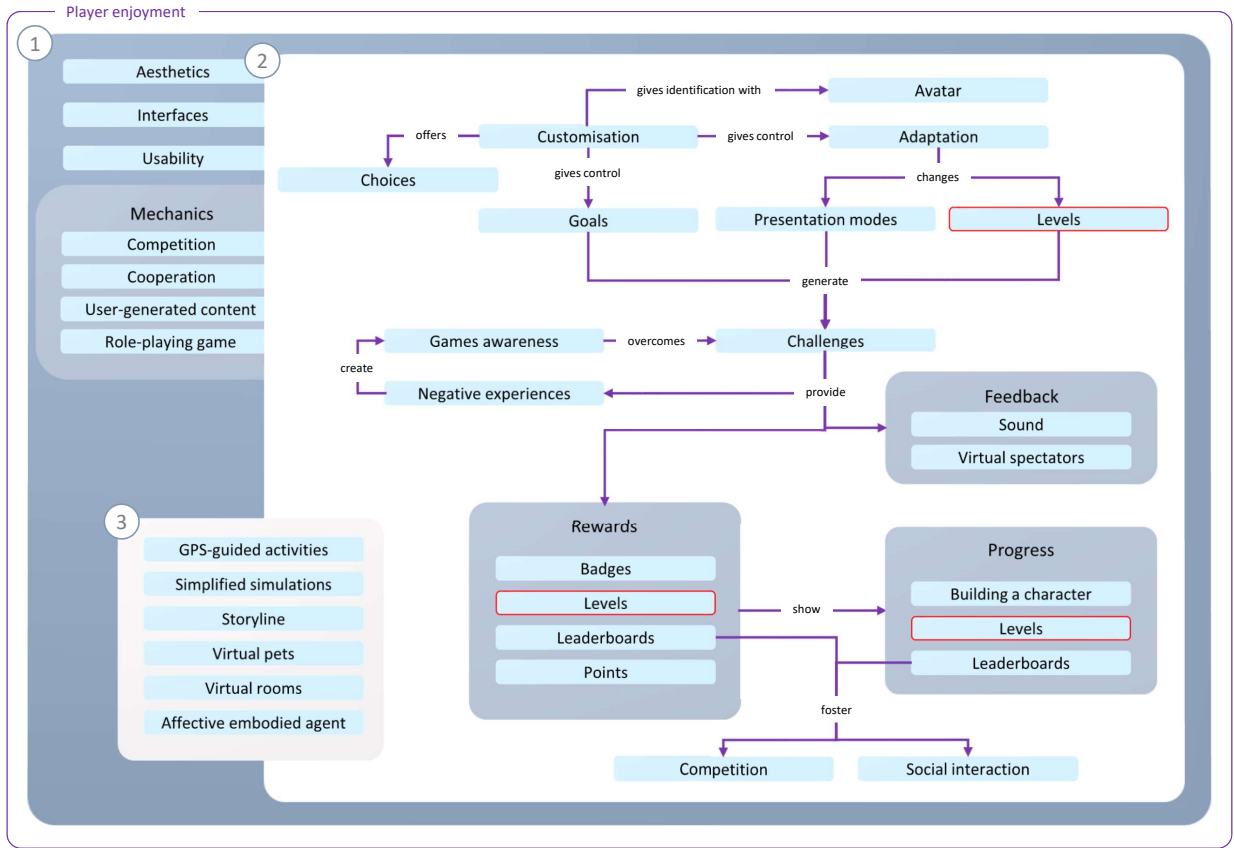 Player enjoyment
1
Aesthetics
Interfaces
Usability
Mechanics
Competition
Cooperation
User-generated content
Role-playing game
2
gives identification with
Avatar
offers
Customisation
gives control
Adaptation
Choices
gives control
changes
Goals
Presentation modes
Levels
generate
Games awareness
overcomes
Challenges
create
Negative experiences
provide
Feedback
Sound
Virtual spectators
3
GPS-guided activities
Simplified simulations
Storyline
Virtual pets
Virtual rooms
Affective embodied agent
Rewards
Badges
Levels
Leaderboards
Points
show
Progress
Building a character
Levels
Leaderboards
foster
Competition
Social interaction